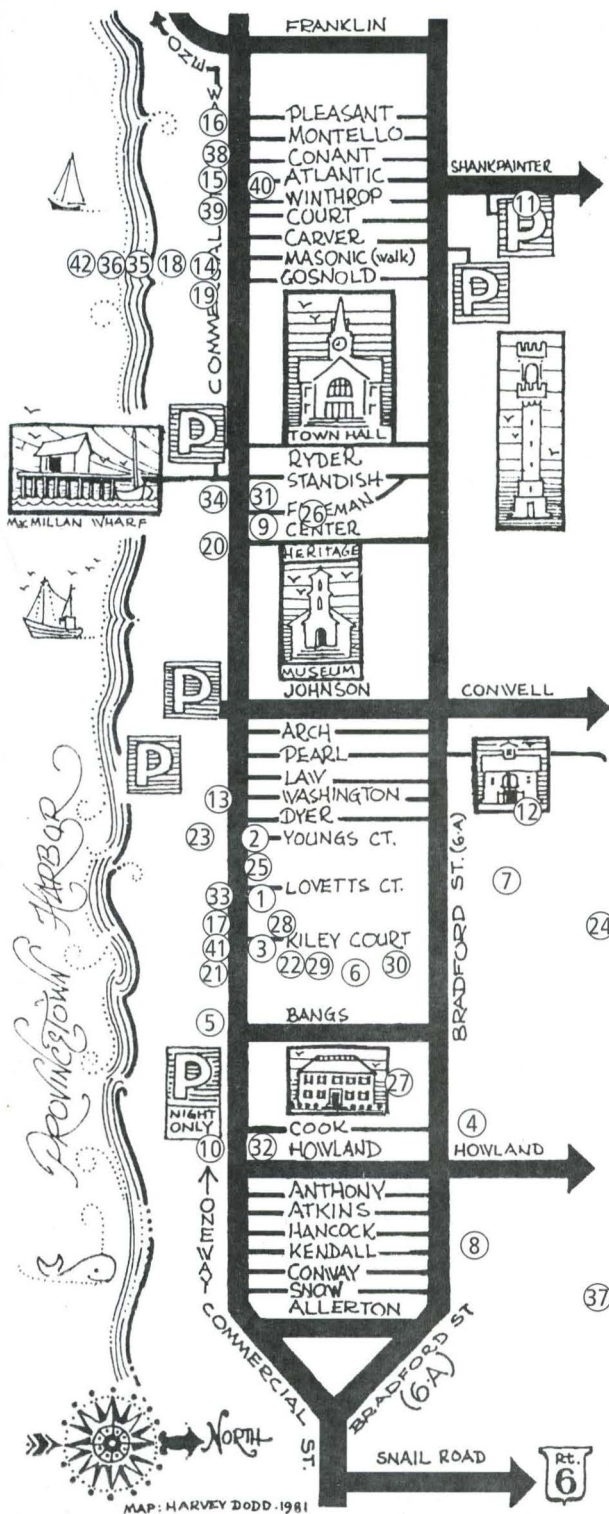 FRANKLIN
ONE WAY
16
PLEASANT
MONTELLO
38
CONANT
SHANKPAINTER
15
40
ATLANTIC
WINTHROP
11
P
39
COURT
CARVER
42 36 35 18 14
MASONIC (walk)
P
GOSNOLD
19
COMMERCIAL
P
TOWN HALL
RYDER
STANDISH
34
31
FREEMAN
26
9
CENTER
MCMILLAN WHARF
20
HERITAGE
MUSEUM
P
JOHNSON
CONWELL
ARCH
P
PEARL
LAW
13
WASHINGTON
12
DYER
23
2
YOUNGS CT.
25
7
LOVETTS CT.
33
1
17
28
24
41
3
KILEY COURT
21
22 29 6 30
BRADFORD ST. (6·A)
PROVINCETOWN HARBOR
5
BANGS
P
NIGHT
ONLY
27
COOK
4
10
32
HOWLAND
HOWLAND
ANTHONY
ATKINS
HANCOCK
8
KENDALL
CONWAY
SNOW
37
ALLERTON
ONE WAY
COMMERCIAL ST.
BRADFORD ST
(6·A)
NORTH
SNAIL ROAD
Rt.
6
MAP: HARVEY DODD·1981